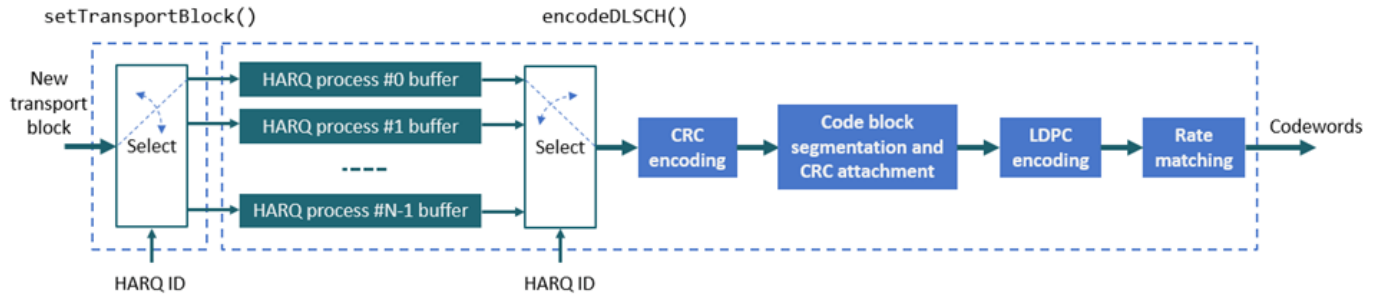 setTransportBlock()
encodeDLSCH()
New
transport
block
Select
HARQ ID
HARQ process #0 buffer
HARQ process #1 buffer
HARQ process #N-1 buffer
Select
HARQ ID
CRC
encoding
Code block
segmentation and
CRC attachment
LDPC
encoding
Rate
matching
Codewords